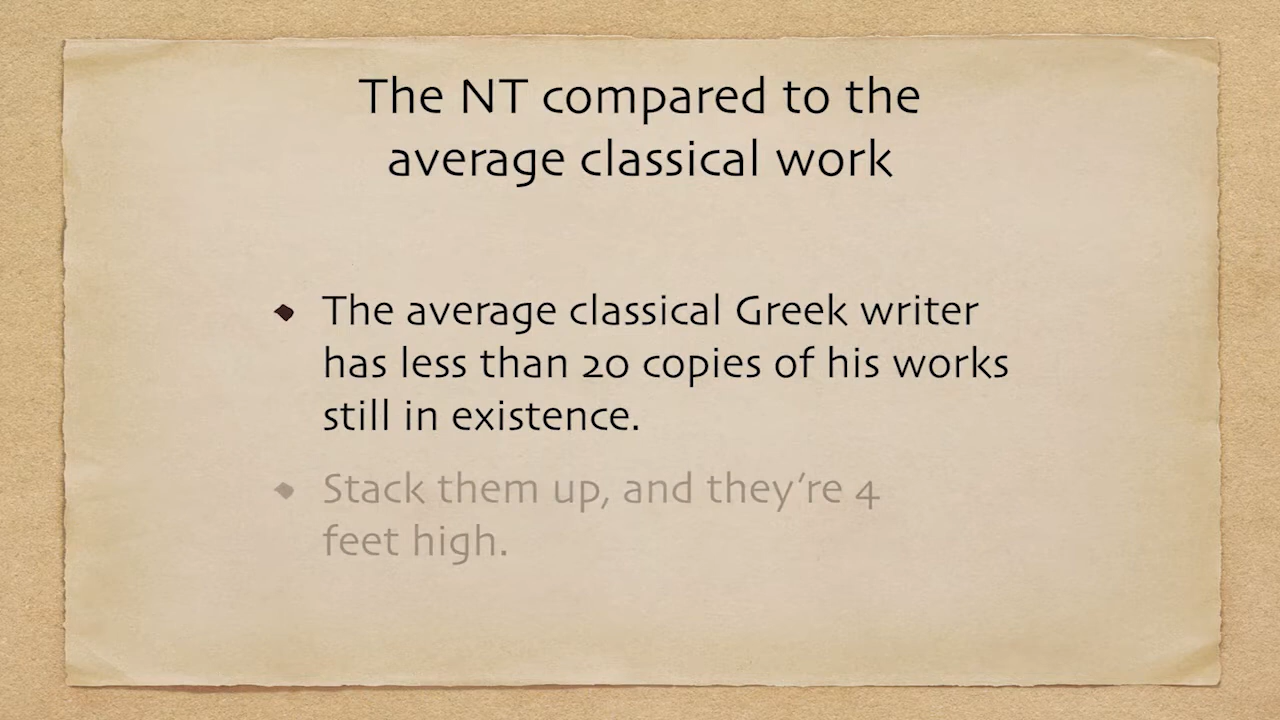 The NT compared to the
average classical work
The average classical Greek writer
has less than 20 copies of his works
still in existence.
Stack them up, and they're 4
feet high.